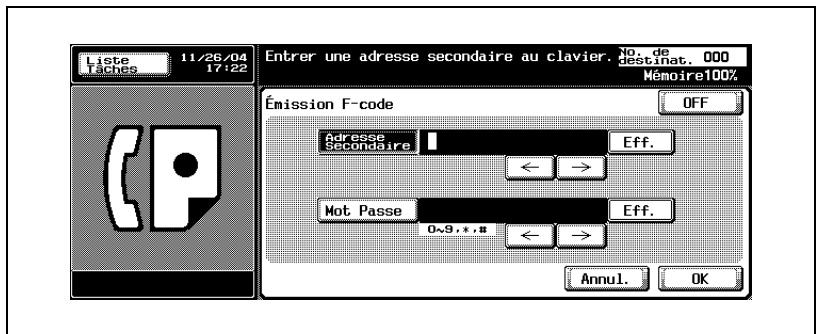 Liste
Tâches
11/26/04
17:22
Entrer une adresse secondaire au clavier.
No. de
destinat. 000
Mémoire100%
Émission F-code
OFF
Adresse
Secondaire
Eff.
← →
Mot Passe
Eff.
0~9,*,#
← →
Annul.
OK